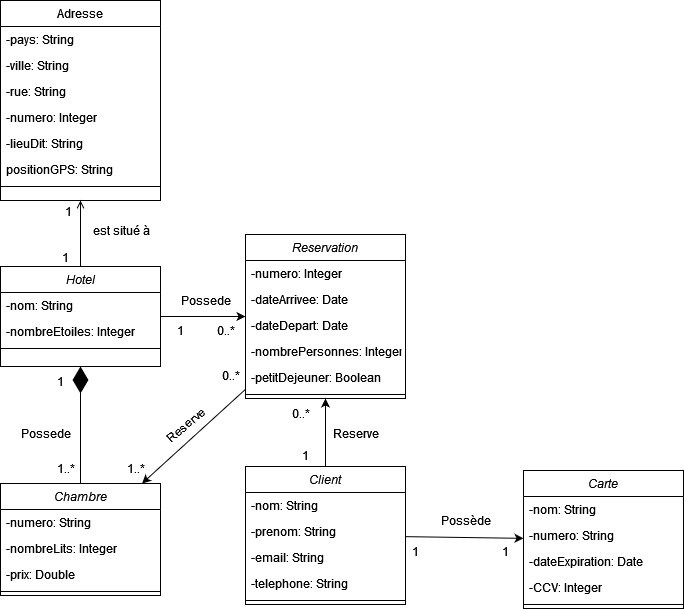 Adresse
-pays: String
-ville: String
-rue: String
-numero: Integer
-lieuDit: String
positionGPS: String
1
est situé à
1
Hotel
-nom: String
-nombreEtoiles: Integer
Possede
1
0..*
Reservation
-numero: Integer
-dateArrivee: Date
-dateDepart: Date
-nombrePersonnes: Integer
-petitDejeuner: Boolean
1
Possede
1..*
0..*
Reserve
1..*
0..*
Reserve
1
Chambre
-numero: String
-nombreLits: Integer
-prix: Double
Client
-nom: String
-prenom: String
-email: String
-telephone: String
Possède
1
1
Carte
-nom: String
-numero: String
-dateExpiration: Date
-CCV: Integer